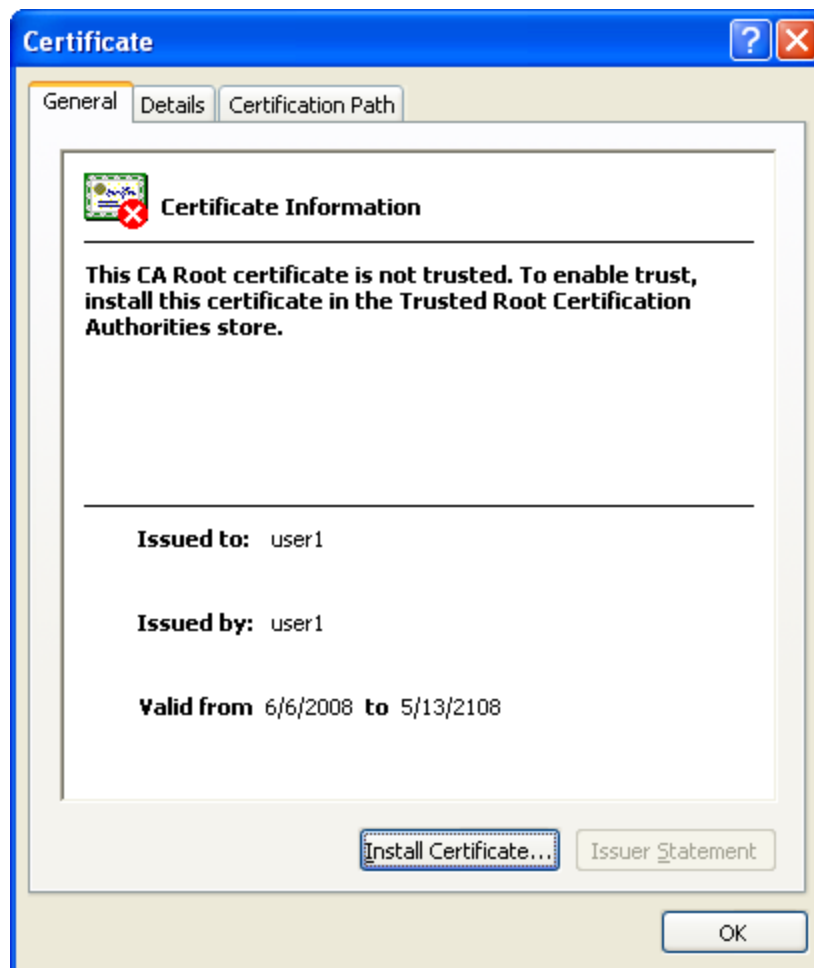 Certificate
General Details Certification Path
Certificate Information
This CA Root certificate is not trusted. To enable trust,
install this certificate in the Trusted Root Certification
Authorities store.
Issued to: user1
Issued by: user1
Valid from 6/6/2008 to 5/13/2108
Install Certificate... Issuer Statement
OK